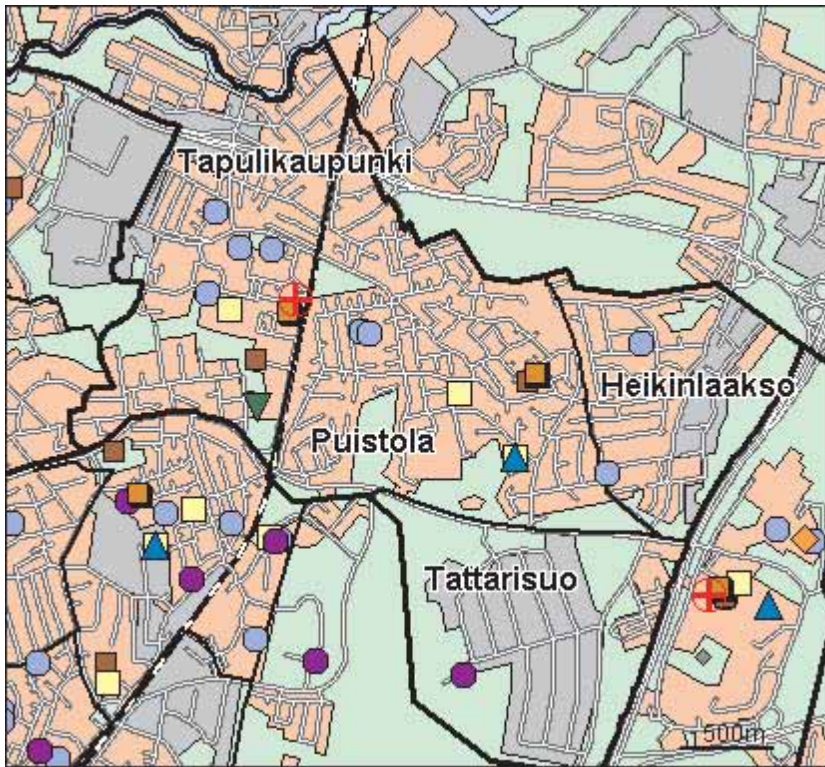 Tapulikaupunki
Heikinlaakso
Puistola
Tattarisuo
500m